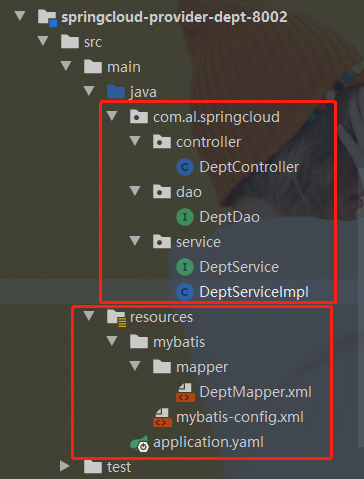 springcloud-provider-dept-8002
src
main
java
com.al.springcloud
controller
DeptController
dao
DeptDao
service
DeptService
DeptServiceImpl
resources
mybatis
mapper
DeptMapper.xml
mybatis-config.xml
application.yaml
test